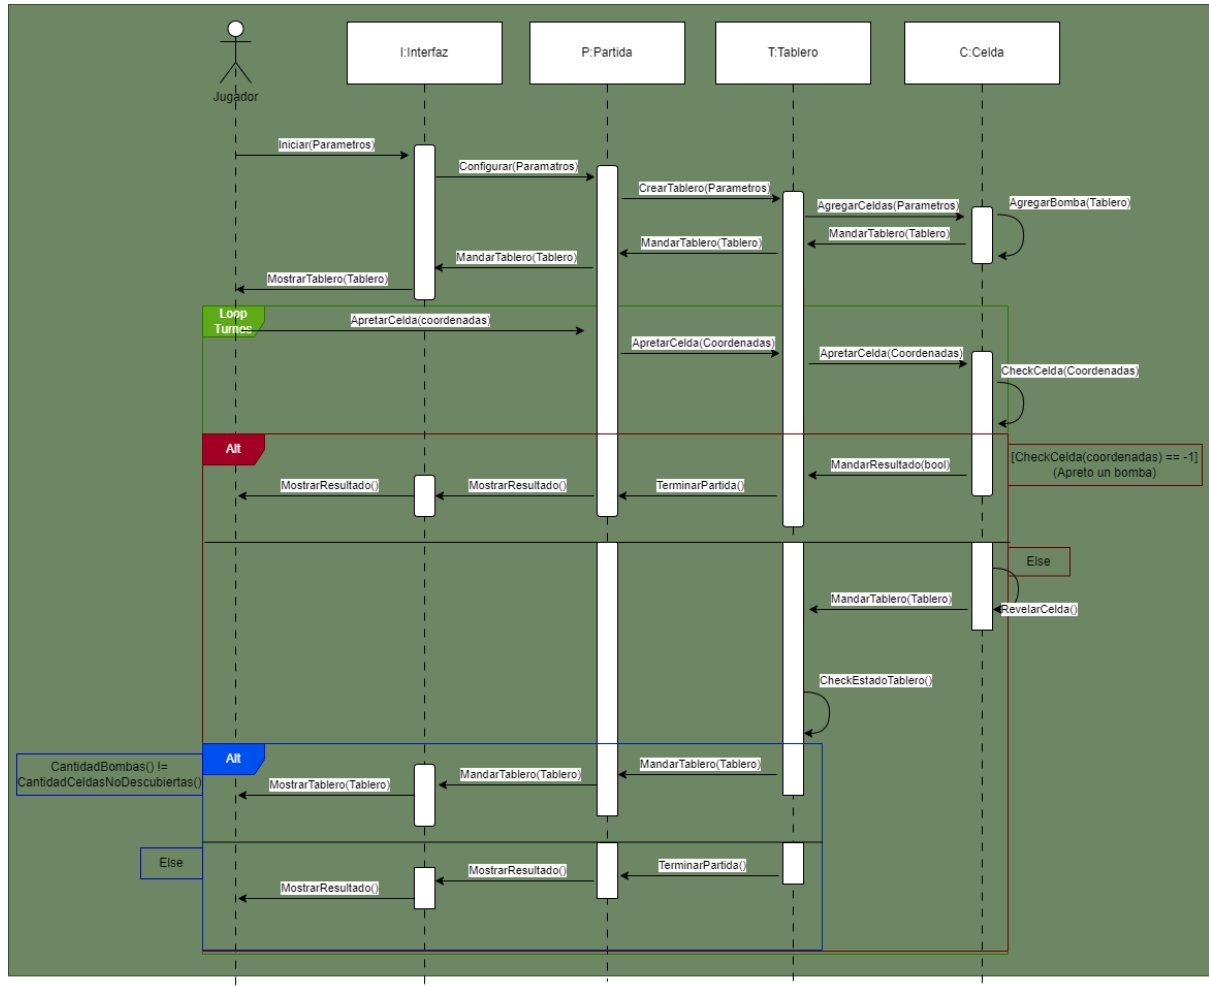 Jugador
I:Interfaz
P:Partida
T:Tablero
C:Celda
Iniciar(Parametros)
Configurar(Paramatros)
CrearTablero(Parametros)
AgregarCeldas(Parametros)
AgregarBomba(Tablero)
MandarTablero(Tablero)
MandarTablero(Tablero)
MandarTablero(Tablero)
MostrarTablero(Tablero)
Loop
Turnos
ApretarCelda(coordenadas)
ApretarCelda(Coordenadas)
ApretarCelda(Coordenadas)
CheckCelda(Coordenadas)
Alt
[CheckCelda(coordenadas) == -1]
(Apreto un bomba)
MandarResultado(bool)
TerminarPartida()
MostrarResultado()
MostrarResultado()
Else
MandarTablero(Tablero)
RevelarCelda()
CheckEstadoTablero()
Alt
CantidadBombas() !=
CantidadCeldasNoDescubiertas()
MandarTablero(Tablero)
MandarTablero(Tablero)
MostrarTablero(Tablero)
Else
TerminarPartida()
MostrarResultado()
MostrarResultado()